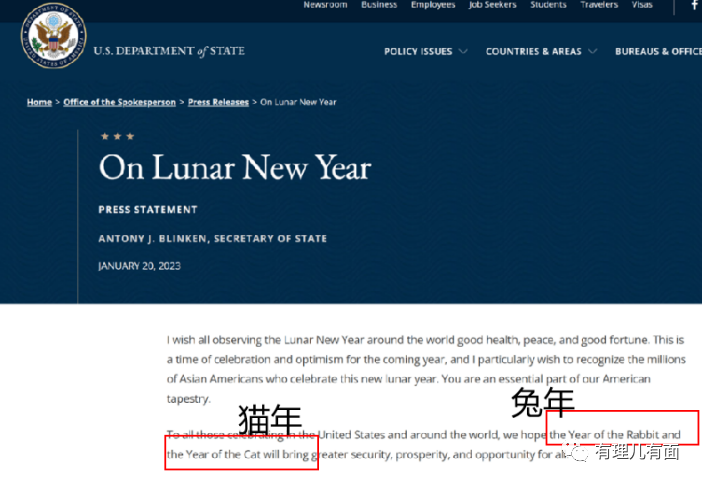 Newsroom Business Employees Job Seekers Students Travelers Visas
U.S. DEPARTMENT of STATE
POLICY ISSUES COUNTRIES & AREAS BUREAUS & OFFICE
Home > Office of the Spokesperson > Press Releases > On Lunar New Year
On Lunar New Year
PRESS STATEMENT
ANTONY J. BLINKEN, SECRETARY OF STATE
JANUARY 20, 2023
I wish all observing the Lunar New Year around the world good health, peace, and good fortune. This is
a time of celebration and optimism for the coming year, and I particularly wish to recognize the millions
of Asian Americans who celebrate this new lunar year. You are an essential part of our American
tapestry.
猫年 兔年
To all those celebrating in the United States and around the world, we hope the Year of the Rabbit and
the Year of the Cat will bring greater security, prosperity, and opportunity for
有理儿有面